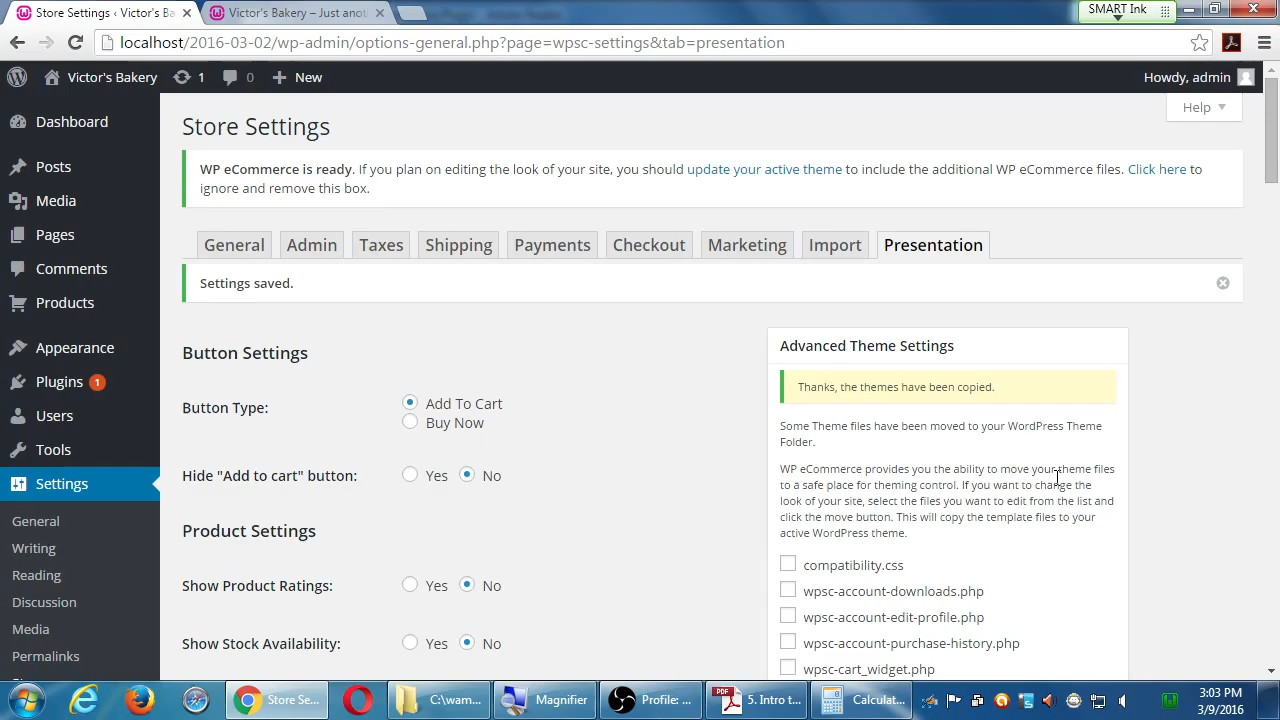 Store Settings ‹ Victor's Ba
Victor's Bakery – Just anot
SMART Ink
localhost/2016-03-02/wp-admin/options-general.php?page=wpsc-settings&tab=presentation
Victor's Bakery
1
0
New
Howdy, admin
Help
Dashboard
Posts
Media
Pages
Comments
Products
Appearance
Plugins 1
Users
Tools
Settings
General
Writing
Reading
Discussion
Media
Permalinks
Store Settings
WP eCommerce is ready. If you plan on editing the look of your site, you should update your active theme to include the additional WP eCommerce files. Click here to
ignore and remove this box.
General
Admin
Taxes
Shipping
Payments
Checkout
Marketing
Import
Presentation
Settings saved.
Button Settings
Button Type:
Add To Cart
Buy Now
Hide "Add to cart" button:
Yes
No
Product Settings
Show Product Ratings:
Yes
No
Show Stock Availability:
Yes
No
Advanced Theme Settings
Thanks, the themes have been copied.
Some Theme files have been moved to your WordPress Theme
Folder.
WP eCommerce provides you the ability to move your theme files
to a safe place for theming control. If you want to change the
look of your site, select the files you want to edit from the list and
click the move button. This will copy the template files to your
active WordPress theme.
compatibility.css
wpsc-account-downloads.php
wpsc-account-edit-profile.php
wpsc-account-purchase-history.php
wpsc-cart_widget.php
Store Se...
C:\wam...
Magnifier
Profile: ...
5. Intro t...
Calculat...
3:03 PM
3/9/2016